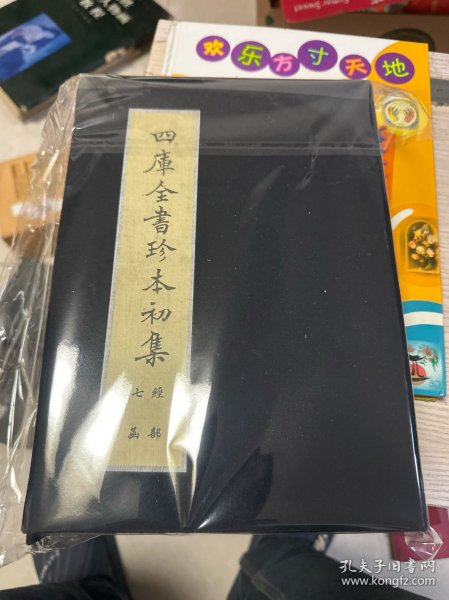 欢乐方寸天地
四庫全書珍本初集
經部
七函
孔夫子旧书网
www.kongfz.com